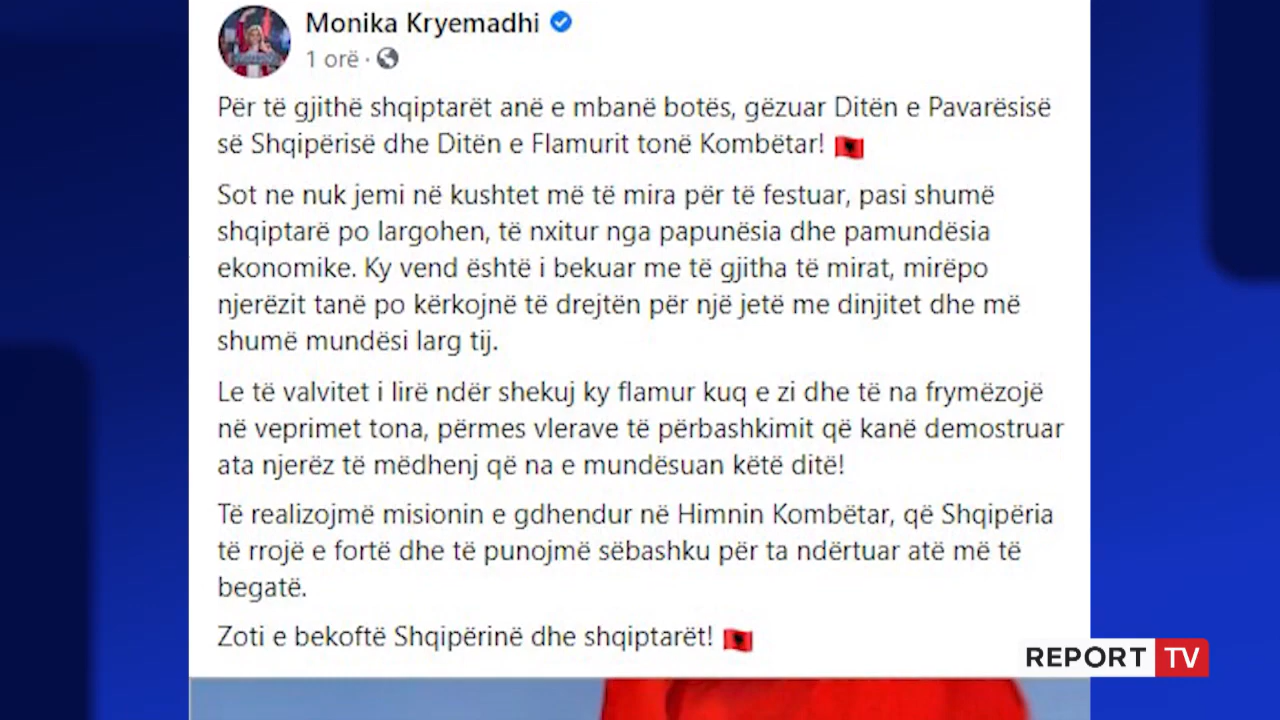 Monika Kryemadhi
1 orë ·
Për të gjithë shqiptarët anë e mbanë botës, gëzuar Ditën e Pavarësisë
së Shqipërisë dhe Ditën e Flamurit tonë Kombëtar! 🇦🇱
Sot ne nuk jemi në kushtet më të mira për të festuar, pasi shumë
shqiptarë po largohen, të nxitur nga papunësia dhe pamundësia
ekonomike. Ky vend është i bekuar me të gjitha të mirat, mirëpo
njerëzit tanë po kërkojnë të drejtën për një jetë me dinjitet dhe më
shumë mundësi larg tij.
Le të valvitet i lirë ndër shekuj ky flamur kuq e zi dhe të na frymëzojë
në veprimet tona, përmes vlerave të përbashkimit që kanë demostruar
ata njerëz të mëdhenj që na e mundësuan këtë ditë!
Të realizojmë misionin e gdhendur në Himnin Kombëtar, që Shqipëria
të rrojë e fortë dhe të punojmë sëbashku për ta ndërtuar atë më të
begatë.
Zoti e bekoftë Shqipërinë dhe shqiptarët! 🇦🇱
REPORT TV